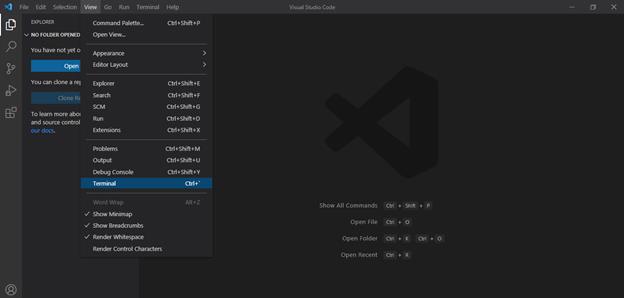 File Edit Selection View Go Run Terminal Help
Visual Studio Code
EXPLORER
NO FOLDER OPENED
You have not yet o
Open
You can clone a rep
Clone Re
To learn more abou
and source control
our docs.
Command Palette... Ctrl+Shift+P
Open View...
Appearance
Editor Layout
Explorer Ctrl+Shift+E
Search Ctrl+Shift+F
SCM Ctrl+Shift+G
Run Ctrl+Shift+D
Extensions Ctrl+Shift+X
Problems Ctrl+Shift+M
Output Ctrl+Shift+U
Debug Console Ctrl+Shift+Y
Terminal Ctrl+`
Word Wrap Alt+Z
Show Minimap
Show Breadcrumbs
Render Whitespace
Render Control Characters
Show All Commands Ctrl + Shift + P
Open File Ctrl + O
Open Folder Ctrl + K Ctrl + O
Open Recent Ctrl + R